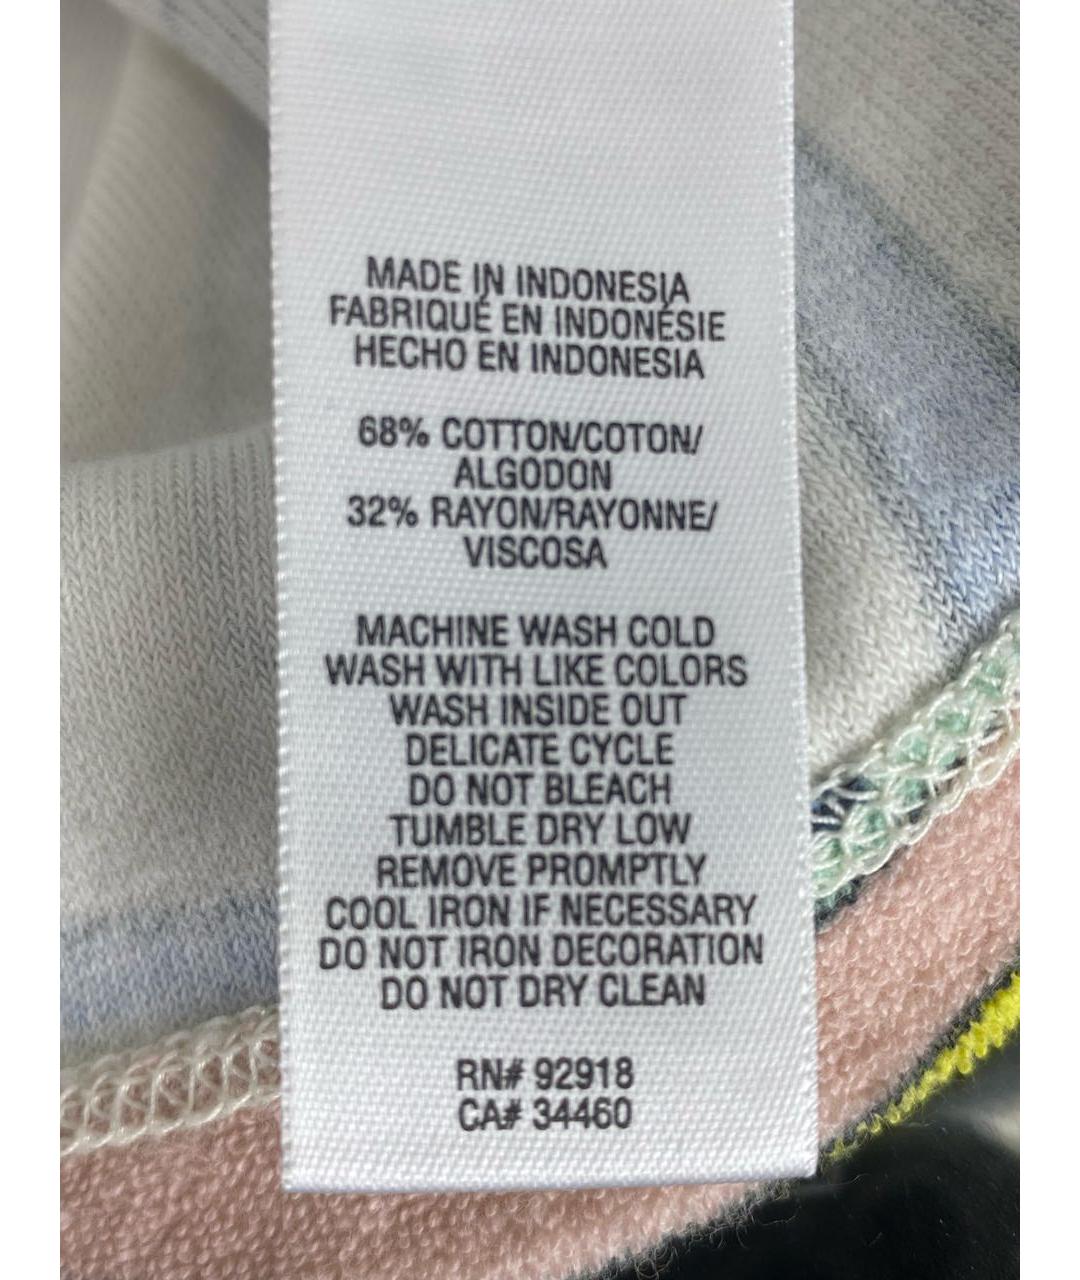 MADE IN INDONESIA
FABRIQUÉ EN INDONÉSIE
HECHO EN INDONESIA
68% COTTON/COTON/
ALGODON
32% RAYON/RAYONNE/
VISCOSA
MACHINE WASH COLD
WASH WITH LIKE COLORS
WASH INSIDE OUT
DELICATE CYCLE
DO NOT BLEACH
TUMBLE DRY LOW
REMOVE PROMPTLY
COOL IRON IF NECESSARY
DO NOT IRON DECORATION
DO NOT DRY CLEAN
RN# 92918
CA# 34460